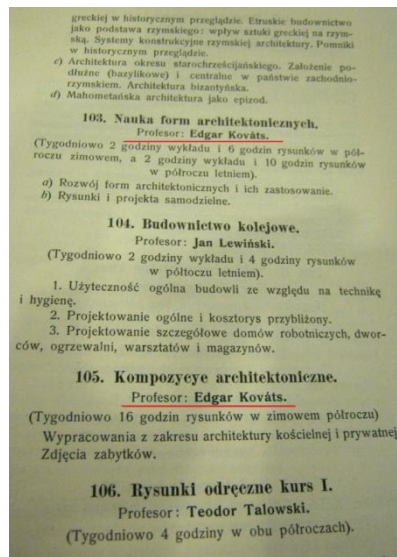 greckiej w historycznym przeglądzie. Etruskie budownictwo
jako podstawa rzymskiego: wpływ sztuki greckiej na rzym-
ską. Systemy konstrukcyjne rzymskiej architektury. Pomniki
w historycznym przeglądzie.
c) Architektura okresu starochrześcijańskiego. Założenie po-
dłużne (bazylikowe) i centralne w państwie zachodnio-
rzymskiem. Architektura bizantyńska.
d) Mahometańska architektura jako epizod.
103. Nauka form architektonicznych.
Profesor: Edgar Kováts.
(Tygodniowo 2 godziny wykładu i 6 godzin rysunków w pół-
roczu zimowem, a 2 godziny wykładu i 10 godzin rysunków
w półroczu letniem).
a) Rozwój form architektonicznych i ich zastosowanie.
b) Rysunki i projekta samodzielne.
104. Budownictwo kolejowe.
Profesor: Jan Lewiński.
(Tygodniowo 2 godziny wykładu i 4 godziny rysunków
w półtoczu letniem).
1. Użyteczność ogólna budowli ze względu na technikę
i hygienę.
2. Projektowanie ogólne i kosztorys przybliżony.
3. Projektowanie szczegółowe domów robotniczych, dwor-
ców, ogrzewalni, warsztatów i magazynów.
105. Kompozycye architektoniczne.
Profesor: Edgar Kováts.
(Tygodniowo 16 godzin rysunków w zimowem półroczu)
Wypracowania z zakresu architektury kościelnej i prywatnej
Zdjęcia zabytków.
106. Rysunki odręczne kurs I.
Profesor: Teodor Talowski.
(Tygodniowo 4 godziny w obu półroczach).